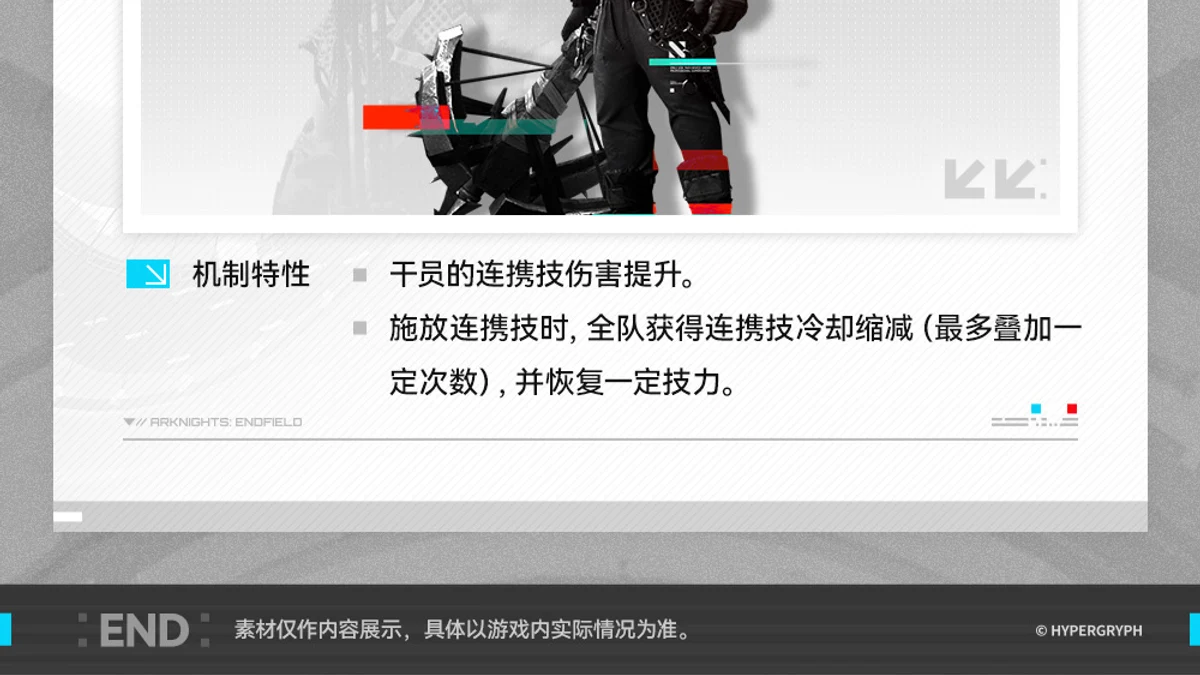 机制特性
干员的连携技伤害提升。
施放连携技时, 全队获得连携技冷却缩减 (最多叠加一
定次数) , 并恢复一定技力。
ARKNIGHTS: ENDFIELD
:END:
素材仅作内容展示，具体以游戏内实际情况为准。
© HYPERGRYPH